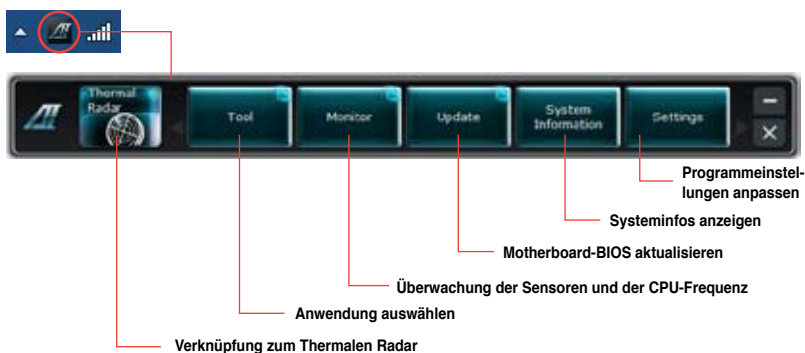 Thermal
Radar
Tool
Monitor
Update
System
Information
Settings
Programmeinstel-
lungen anpassen
Systeminfos anzeigen
Motherboard-BIOS aktualisieren
Überwachung der Sensoren und der CPU-Frequenz
Anwendung auswählen
Verknüpfung zum Thermalen Radar